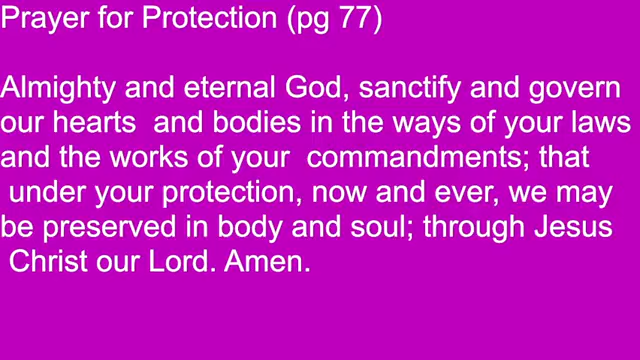 Prayer for Protection (pg 77)
Almighty and eternal God, sanctify and govern
our hearts  and bodies in the ways of your laws
and the works of your  commandments; that
under your protection, now and ever, we may
be preserved in body and soul; through Jesus
Christ our Lord. Amen.